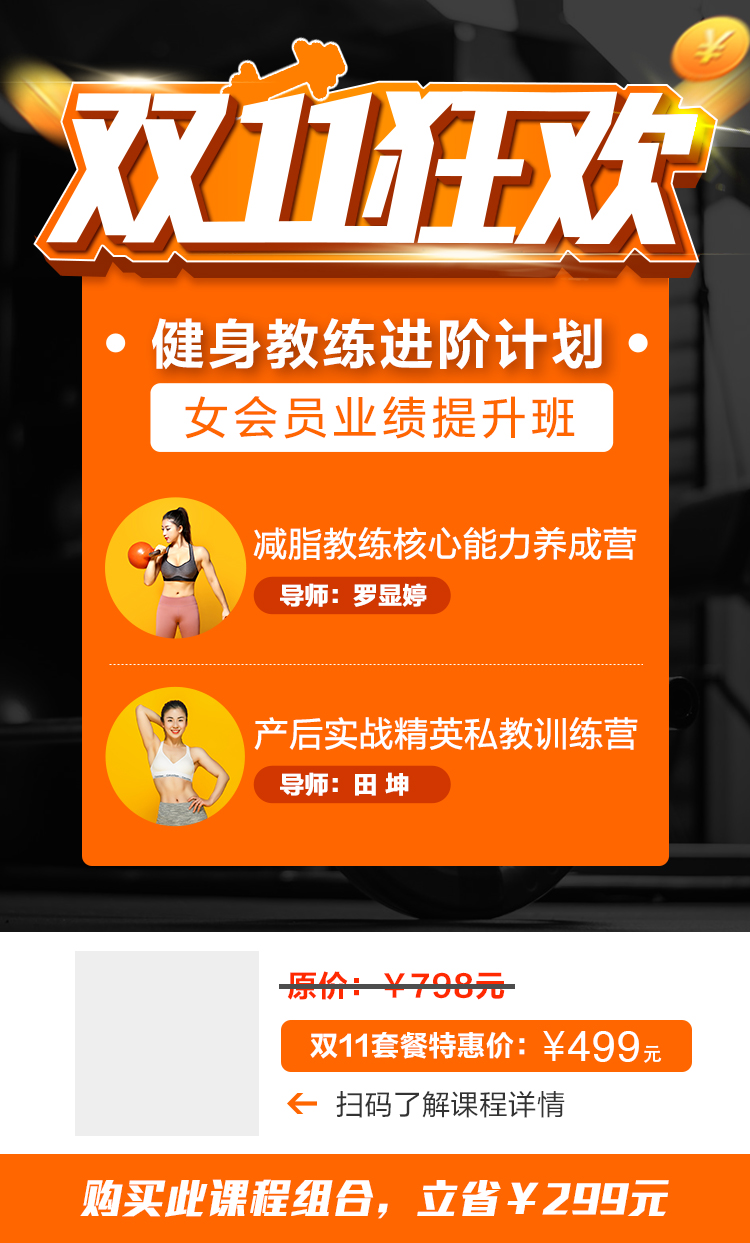 双11狂欢
健身教练进阶计划
女会员业绩提升班
减脂教练核心能力养成营
导师：罗显婷
产后实战精英私教训练营
导师：田 坤
原价：￥798元
双11套餐特惠价：¥499元
扫码了解课程详情
购买此课程组合，立省￥299元